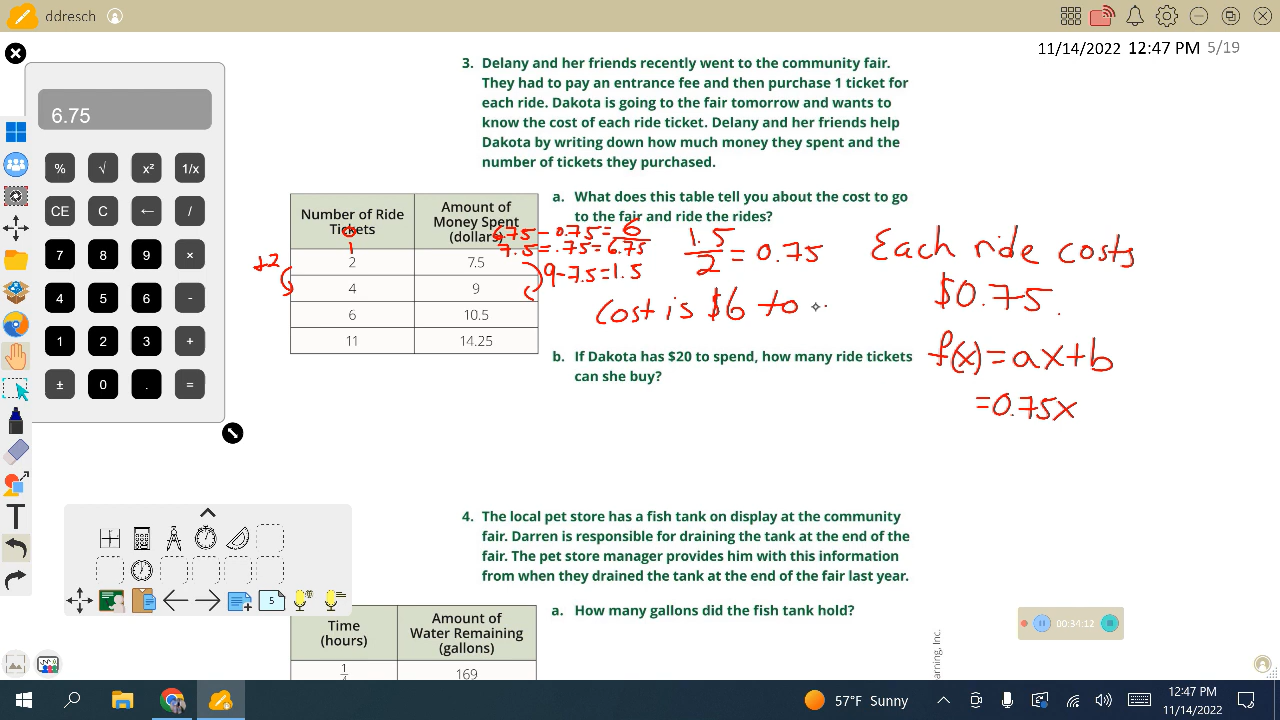 ddresch
11/14/2022 12:47 PM 5/19
6.75
% √ x² 1/x
CE C ← /
7 8 9 ×
4 5 6 -
1 2 3 +
± 0 . =
3. Delany and her friends recently went to the community fair.
They had to pay an entrance fee and then purchase 1 ticket for
each ride. Dakota is going to the fair tomorrow and wants to
know the cost of each ride ticket. Delany and her friends help
Dakota by writing down how much money they spent and the
number of tickets they purchased.
a. What does this table tell you about the cost to go
to the fair and ride the rides?
Number of Ride Tickets
Amount of
Money Spent
(dollars)
0
1
2 7.5
4 9
6 10.5
11 14.25
+2
6.75 - 0.75 = 6
7.5 = .75 = 6.75
9 - 7.5 = 1.5
1.5
2
= 0.75
Each ride costs
$0.75.
Cost is $6 to
f(x) = ax+b
=0.75x
b. If Dakota has $20 to spend, how many ride tickets
can she buy?
4. The local pet store has a fish tank on display at the community
fair. Darren is responsible for draining the tank at the end of the
fair. The pet store manager provides him with this information
from when they drained the tank at the end of the fair last year.
a. How many gallons did the fish tank hold?
Time
(hours)
Amount of
Water Remaining
(gallons)
169
5
T
00:34:12
arning, Inc.
57°F Sunny
12:47 PM
11/14/2022